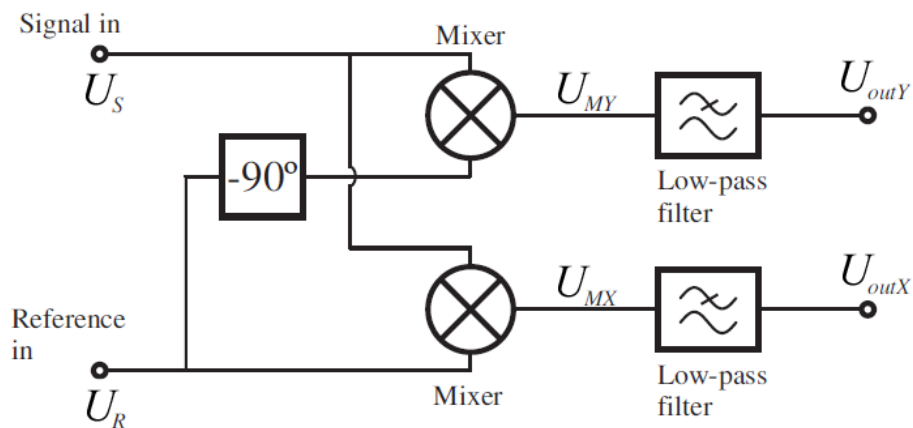 Signal in
U_S
Mixer
U_MY
U_outY
-90º
Low-pass
filter
U_MX
U_outX
Reference
in
U_R
Mixer
Low-pass
filter